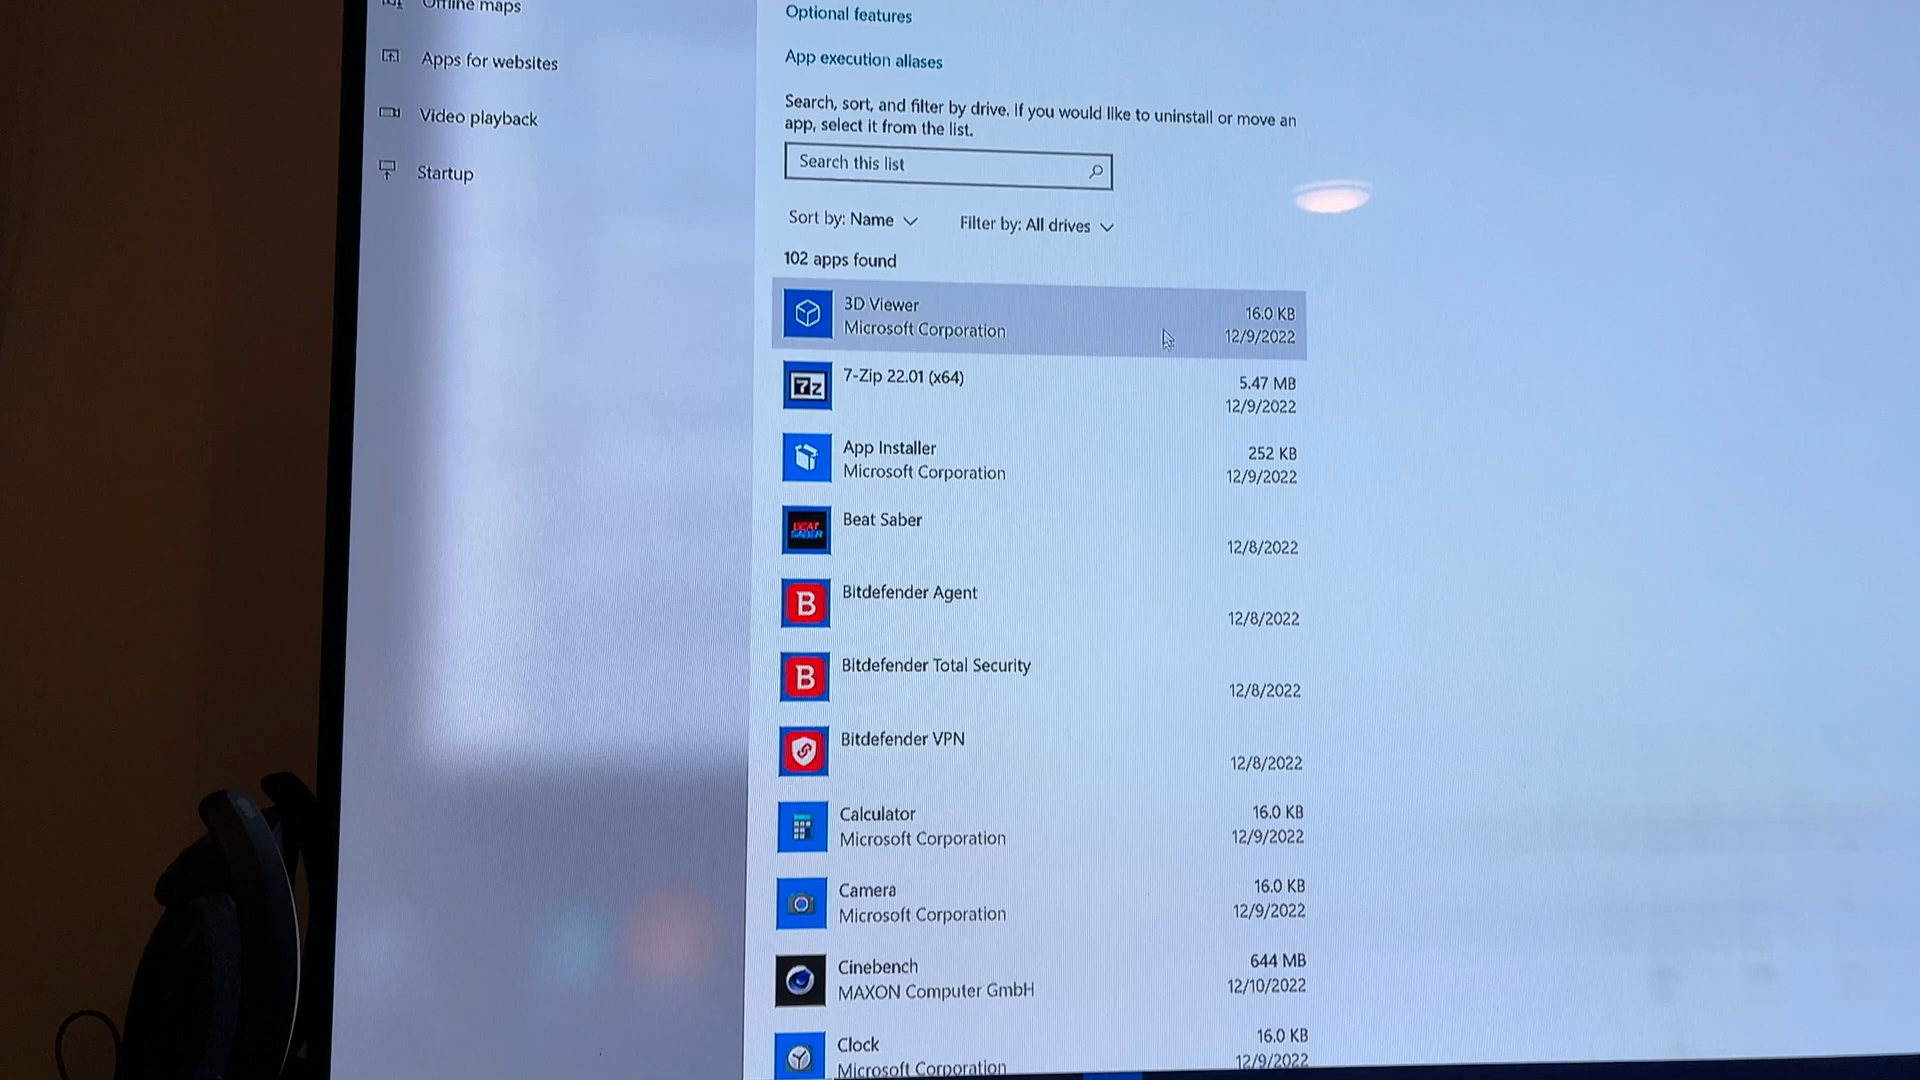 Offline maps
Apps for websites
Video playback
Startup
Optional features
App execution aliases
Search, sort, and filter by drive. If you would like to uninstall or move an
app, select it from the list.
Search this list
Sort by: Name
Filter by: All drives
102 apps found
3D Viewer
Microsoft Corporation
16.0 KB
12/9/2022
7z
7-Zip 22.01 (x64)
5.47 MB
12/9/2022
App Installer
Microsoft Corporation
252 KB
12/9/2022
BEAT
SABER
Beat Saber
12/8/2022
B
Bitdefender Agent
12/8/2022
B
Bitdefender Total Security
12/8/2022
Bitdefender VPN
12/8/2022
Calculator
Microsoft Corporation
16.0 KB
12/9/2022
Camera
Microsoft Corporation
16.0 KB
12/9/2022
Cinebench
MAXON Computer GmbH
644 MB
12/10/2022
Clock
Microsoft Corporation
16.0 KB
12/9/2022